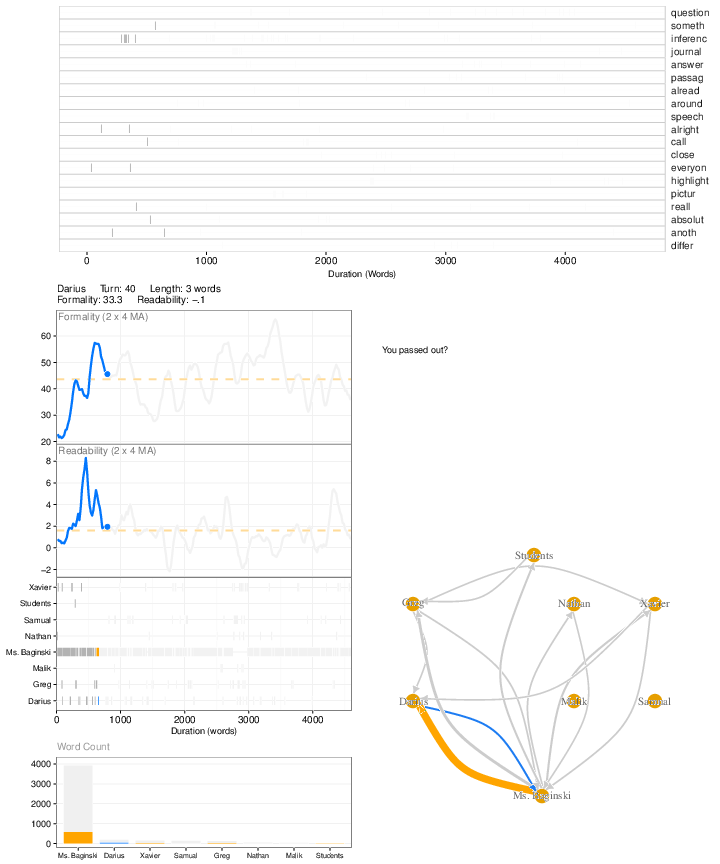 question
someth
inferenc
journal
answer
passag
alread
around
speech
alright
call
close
everyon
highlight
pictur
reall
absolut
anoth
differ
0 1000 2000 3000 4000
Duration (Words)
Darius Turn: 40 Length: 3 words
Formality: 33.3 Readability: −.1
Formality (2 x 4 MA)
60
50
40
30
20
You passed out?
Readability (2 x 4 MA)
8
6
4
2
0
−2
Xavier
Students
Samual
Nathan
Ms. Baginski
Malik
Greg
Darius
0 1000 2000 3000 4000
Duration (words)
Students
Greg Nathan Xavier
Darius Malik Samual
Ms. Baginski
Word Count
4000
3000
2000
1000
0
Ms. Baginski Darius Xavier Samual Greg Nathan Malik Students